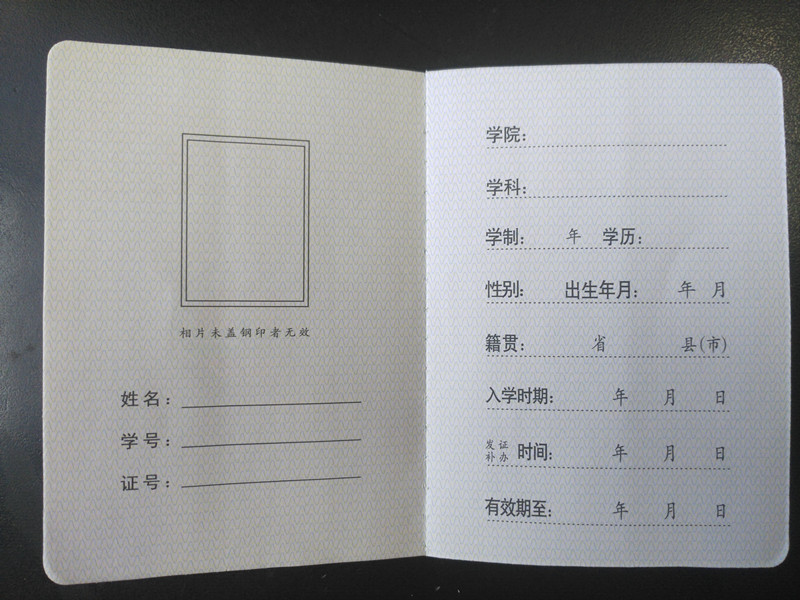 相片未盖钢印者无效
姓名：
学号：
证号：
学院：
学科：
学制： 年 学历：
性别： 出生年月： 年 月
籍贯： 省 县(市)
入学时期： 年 月 日
发证补办 时间： 年 月 日
有效期至： 年 月 日